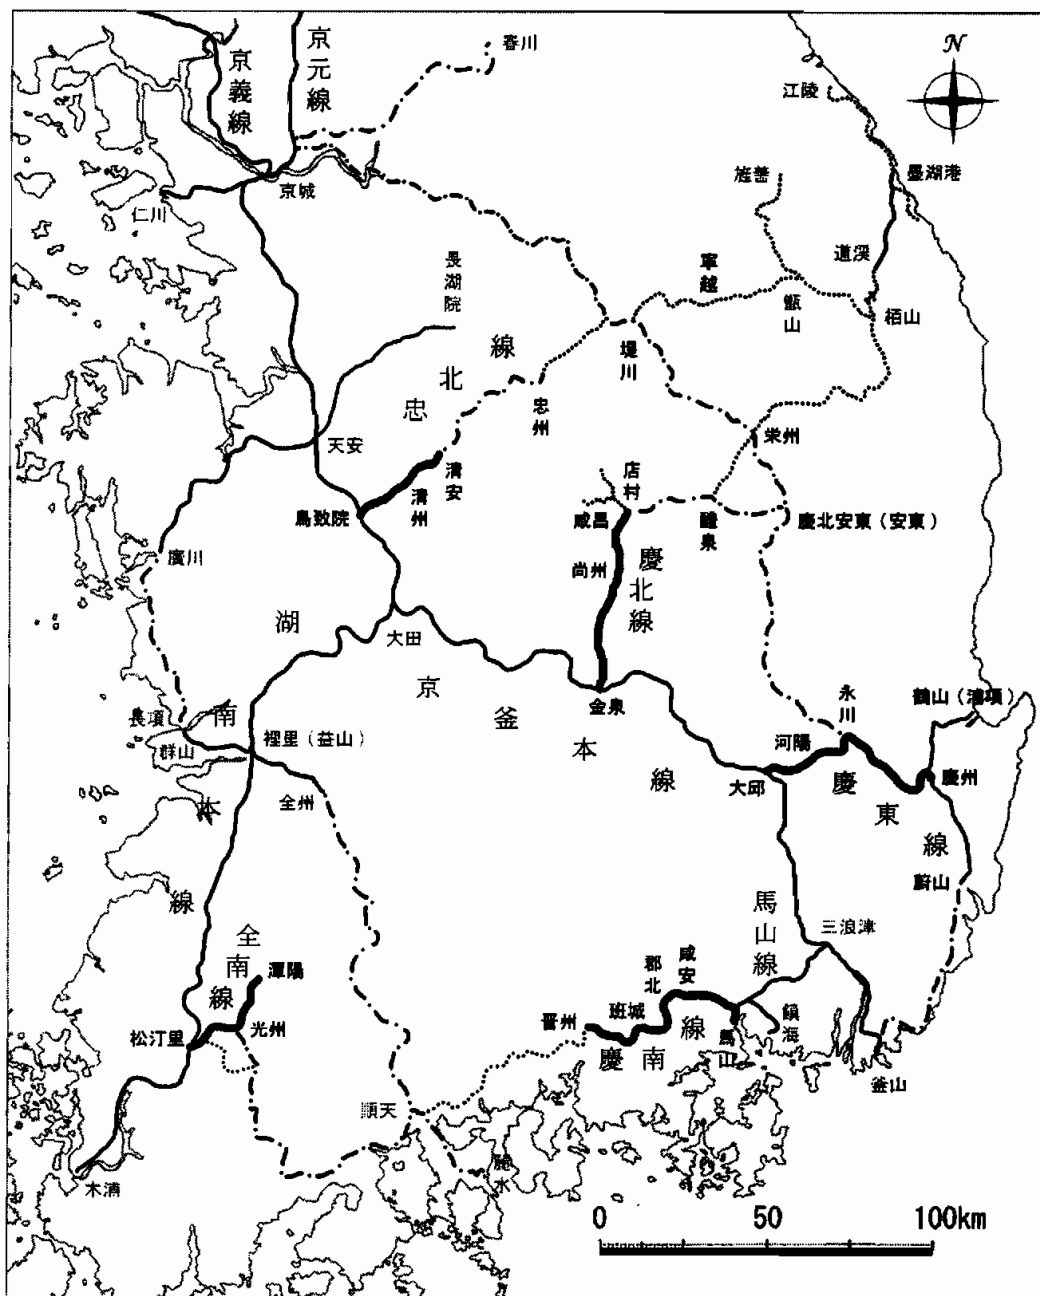 N
春川
京元線
京義線
江陵
京城
仁川
旌善
墨湖港
道溪
長湖院
寧越
甑山
栢山
堤川
忠北線
忠州
天安
栄州
清安
清州
鳥致院
店村
咸昌
醴泉
慶北安東(安東)
廣川
尚州
慶北線
大田
湖南本線
京釜本線
金泉
永川
鶴山(浦項)
河陽
長項
群山
裡里(益山)
大邱
慶東線
慶州
全州
蔚山
馬山線
三浪津
全南線
潭陽
咸安
郡北
鎮海
松汀里
光州
晋州
班城
慶南線
馬山
釜山
順天
麗水
木浦
0 50 100km